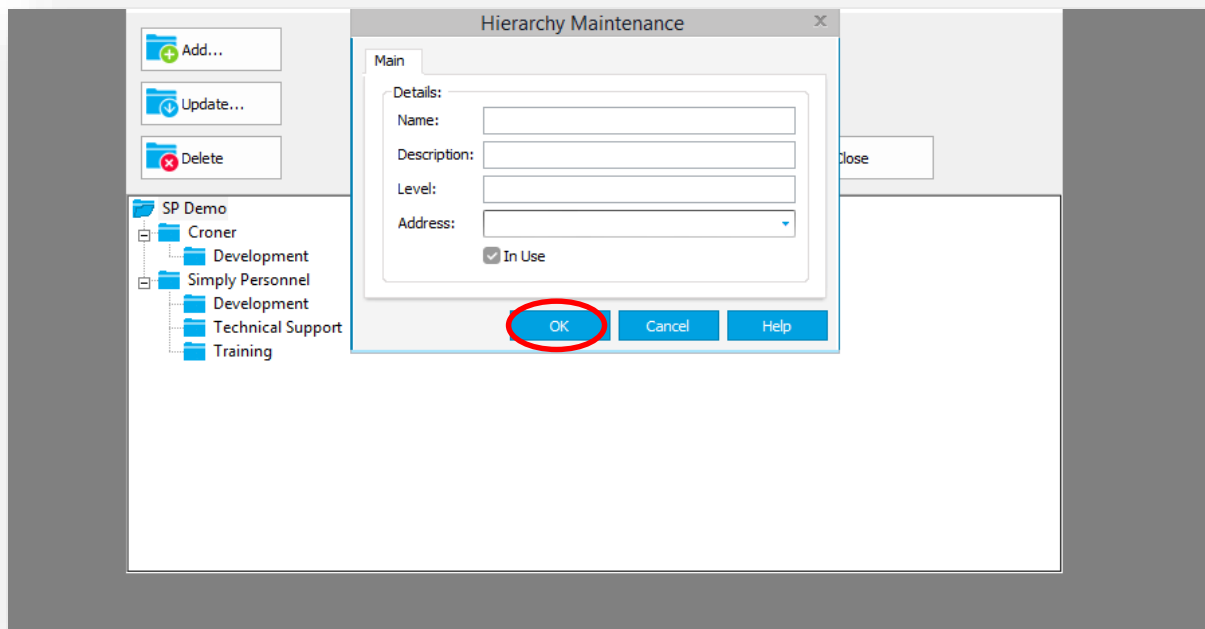 Hierarchy Maintenance
Add...
Update...
Delete
Close
Main
Details:
Name:
Description:
Level:
Address:
In Use
OK Cancel Help
SP Demo
Croner
Development
Simply Personnel
Development
Technical Support
Training